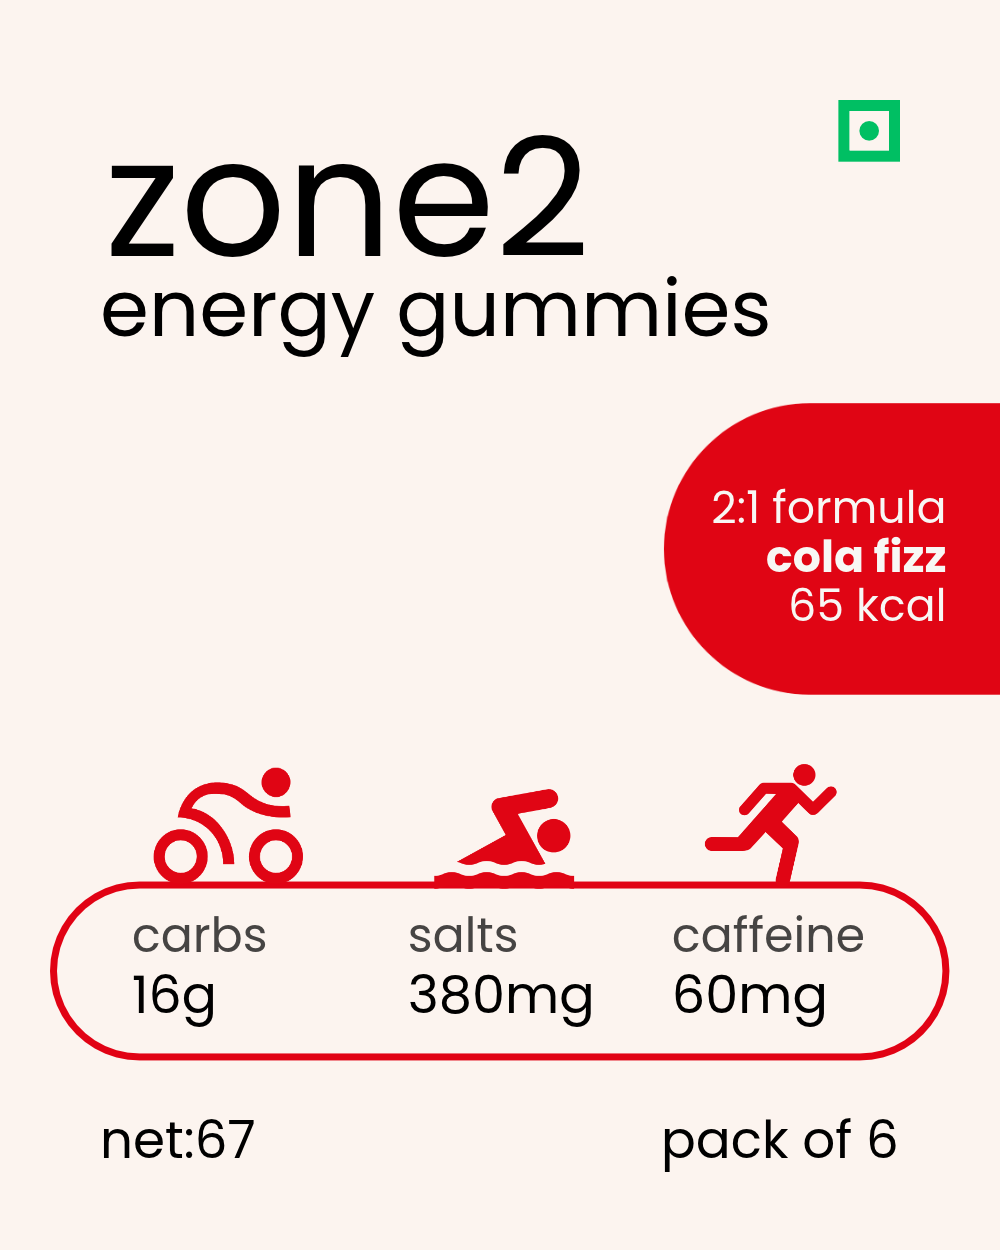 zone2
energy gummies
2:1 formula
cola fizz
65 kcal
carbs
16g
salts
380mg
caffeine
60mg
net:67
pack of 6